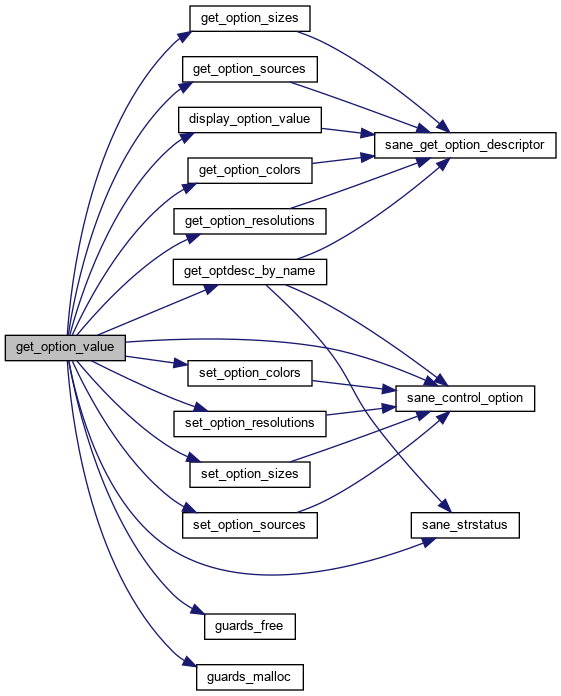 get_option_sizes
get_option_sources
display_option_value
sane_get_option_descriptor
get_option_colors
get_option_resolutions
get_optdesc_by_name
get_option_value
set_option_colors
sane_control_option
set_option_resolutions
set_option_sizes
set_option_sources
sane_strstatus
guards_free
guards_malloc